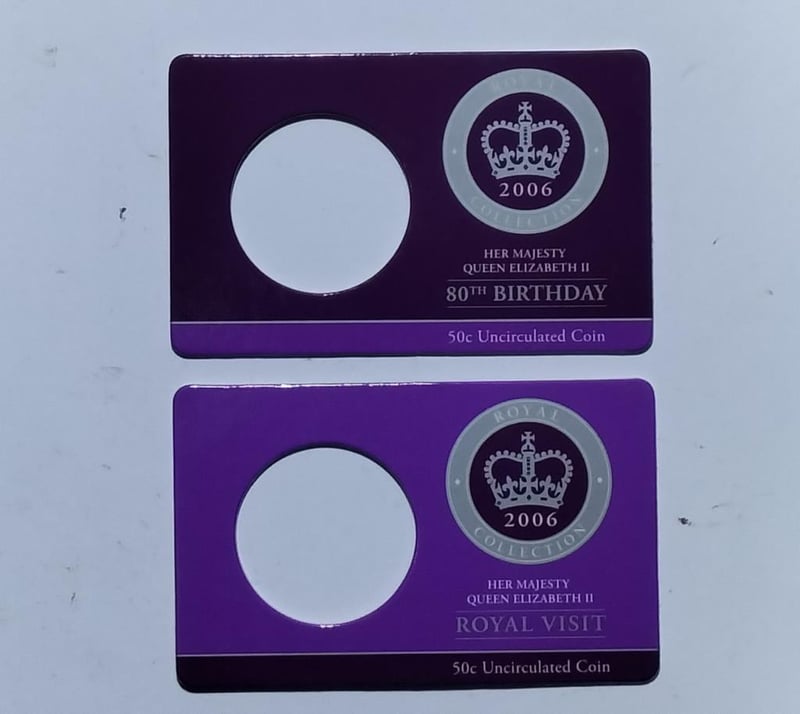 ROYAL
2006
COLLECTION
HER MAJESTY
QUEEN ELIZABETH II
80TH BIRTHDAY
50c Uncirculated Coin
ROYAL
2006
COLLECTION
HER MAJESTY
QUEEN ELIZABETH II
ROYAL VISIT
50c Uncirculated Coin